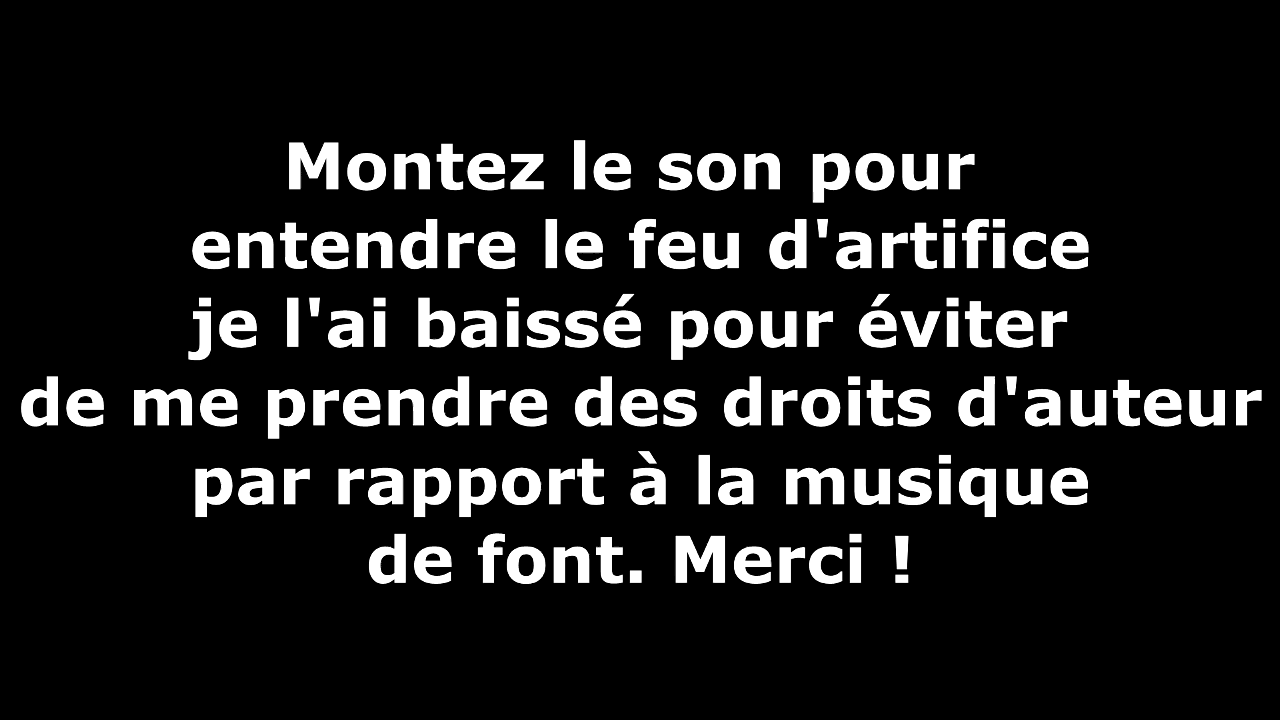 Montez le son pour
entendre le feu d'artifice
je l'ai baissé pour éviter
de me prendre des droits d'auteur
par rapport à la musique
de font. Merci !